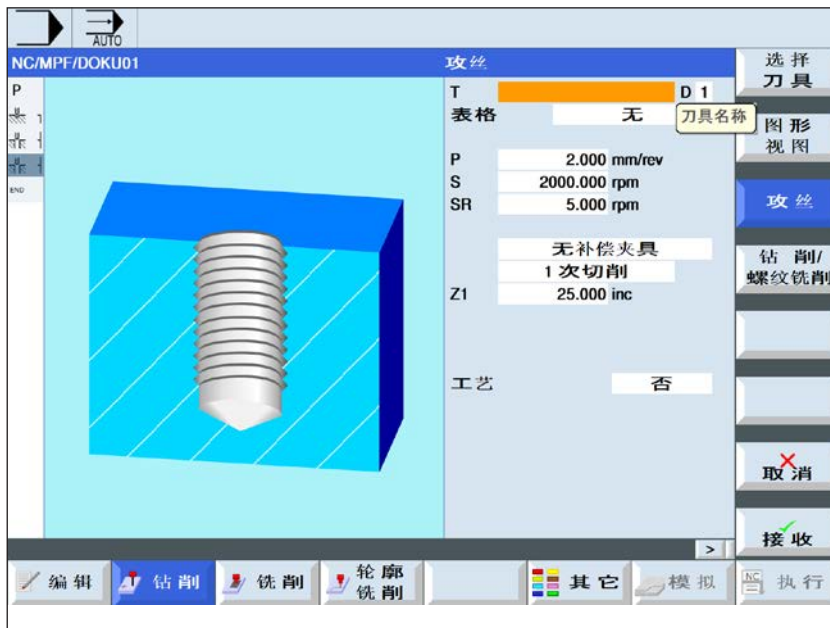 AUTO
NC/MPF/DOKU01
攻丝
选择
刀具
P
T
D 1
刀具名称
表格
无
图形
视图
P
2.000 mm/rev
S
2000.000 rpm
SR
5.000 rpm
攻丝
无补偿夹具
1 次切削
Z1
25.000 inc
钻削/
螺纹铣削
END
工艺
否
取消
接收
>
编辑
钻削
铣削
轮廓
铣削
其它
模拟
NC
执行